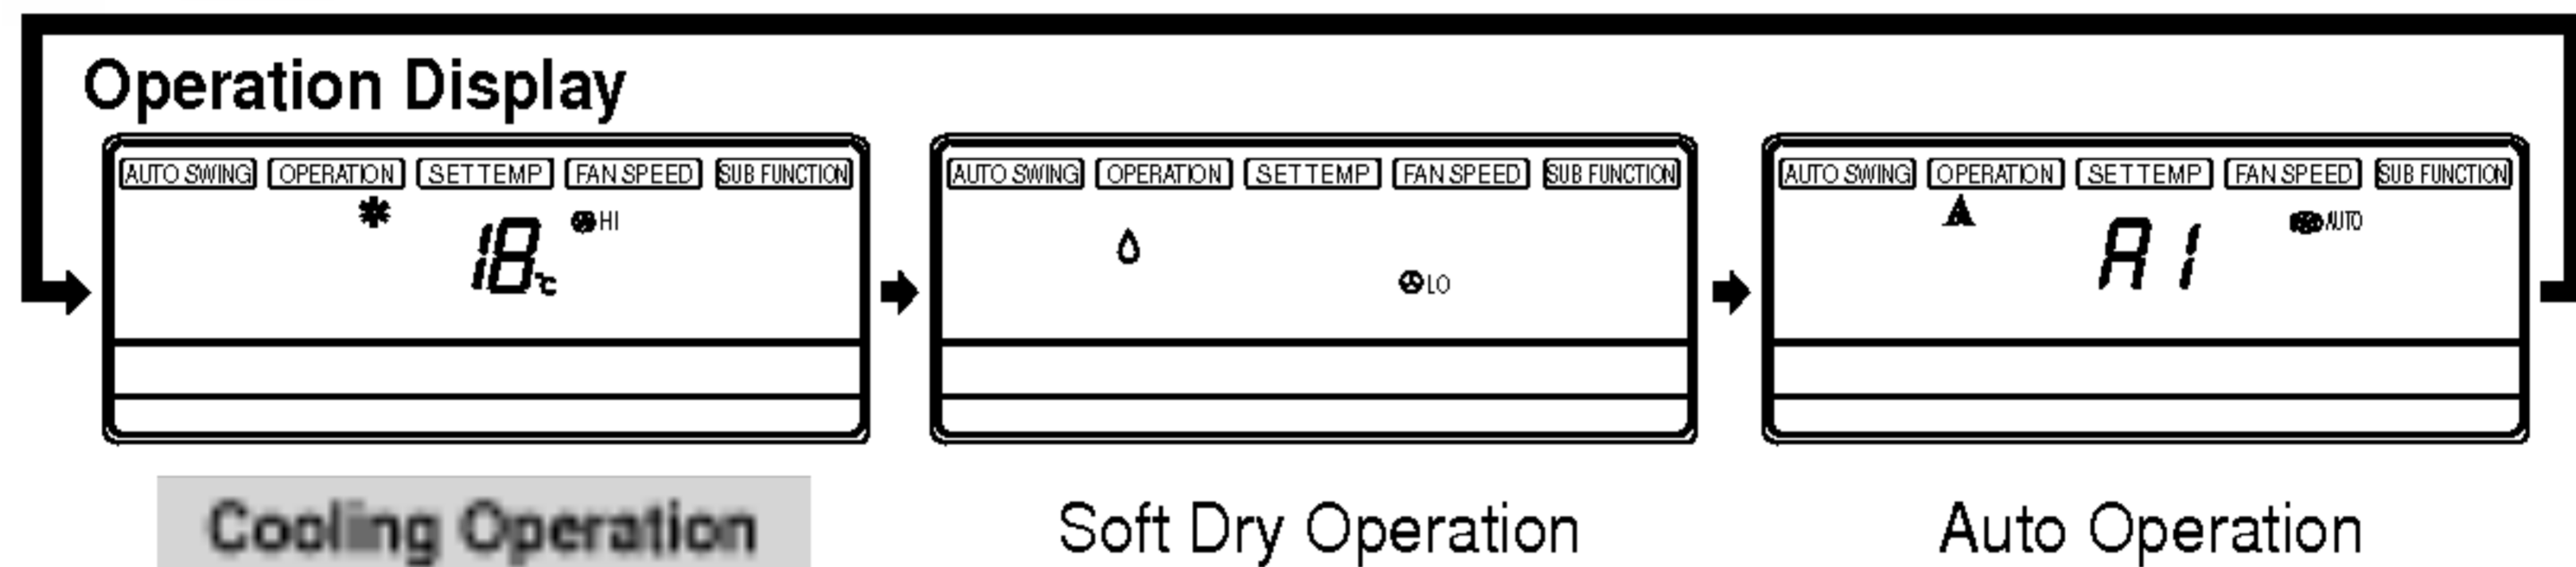 Operation Display
AUTO SWING OPERATION SET TEMP FAN SPEED SUB FUNCTION
HI
18°C
AUTO SWING OPERATION SET TEMP FAN SPEED SUB FUNCTION
LO
AUTO SWING OPERATION SET TEMP FAN SPEED SUB FUNCTION
AUTO
A1
Cooling Operation
Soft Dry Operation
Auto Operation